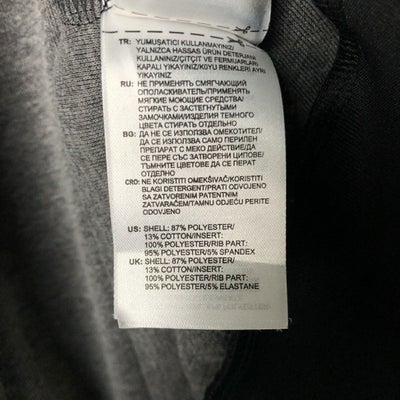 TR: YUMUŞATICI KULLANMAYINIZ/
YALNIZCA HASSAS ÜRÜN DETERJANI
KULLANINIZ/ÇITÇIT VE FERMUARLARI
KAPALI YIKAYINIZ/KOYU RENKLERI AYRI
YIKAYINIZ
RU: НЕ ПРИМЕНЯТЬ СМЯГЧАЮЩИЙ
ОПОЛАСКИВАТЕЛЬ/ПРИМЕНЯТЬ
МЯГКИЕ МОЮЩИЕ СРЕДСТВА/
СТИРАТЬ С ЗАСТЕГНУТЫМИ
ЗАМОЧКАМИ/ИЗДЕЛИЯ ТЕМНОГО
ЦВЕТА СТИРАТЬ ОТДЕЛЬНО
BG: ДА НЕ СЕ ИЗПОЛЗВА ОМЕКОТИТЕЛ/
ДА СЕ ИЗПОЛЗВА САМО ПЕРИЛЕН
ПРЕПАРАТ С МЕКО ДЕЙСТВИЕ/ДА
СЕ ПЕРЕ СЪС ЗАТВОРЕНИ ЦИПОВЕ/
ТЪМНИТЕ ЦВЕТОВЕ ДА СЕ ПЕРАТ
ОТДЕЛНО
CRO: NE KORISTITI OMEKŠIVAČ/KORISTITI
BLAGI DETERGENT/PRATI ODVOJENO
SA ZATVORENIM PATENTNIM
ZATVARAČEM/TAMNU ODJEĆU PERITE
ODVOJENO
US: SHELL: 87% POLYESTER/
13% COTTON/INSERT:
100% POLYESTER/RIB PART:
95% POLYESTER/5% SPANDEX
UK: SHELL: 87% POLYESTER/
13% COTTON/INSERT:
100% POLYESTER/RIB PART:
95% POLYESTER/5% ELASTANE